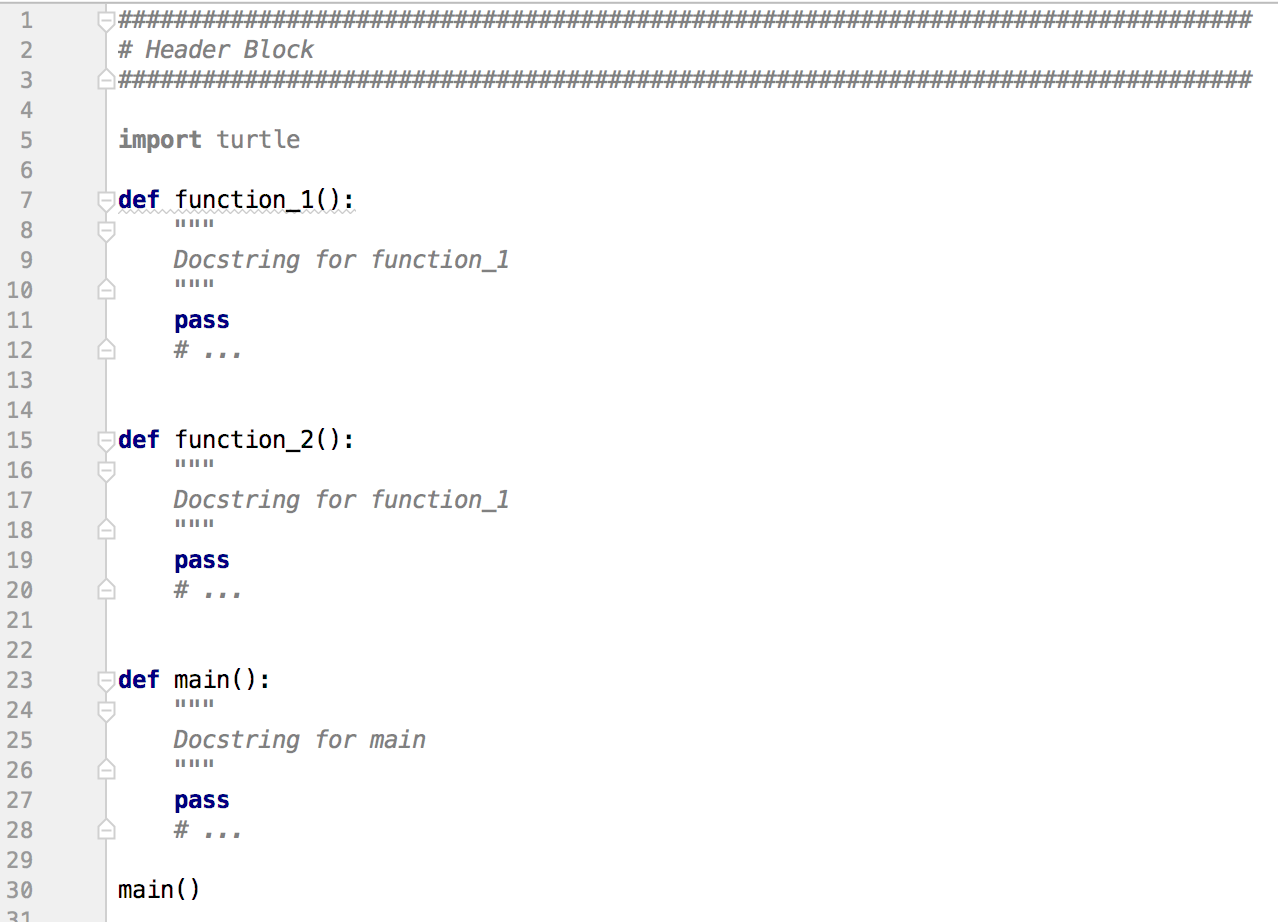 1 #################################################################################
2 # Header Block
3 #################################################################################
4
5 import turtle
6
7 def function_1():
8     """
9     Docstring for function_1
10     """
11     pass
12     # ...
13
14
15 def function_2():
16     """
17     Docstring for function_1
18     """
19     pass
20     # ...
21
22
23 def main():
24     """
25     Docstring for main
26     """
27     pass
28     # ...
29
30 main()
31